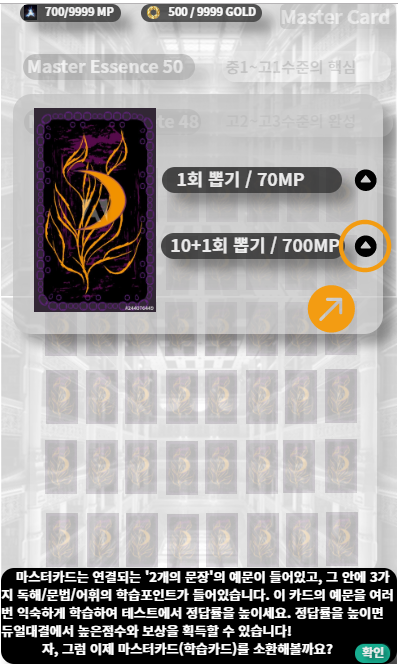 700/9999 MP
500 / 9999 GOLD
Master Card
Master Essence 50
중1~고1수준의 핵심
48
고2~고3수준의 완성
1회 뽑기 / 70MP
10+1회 뽑기 / 700MP
마스터카드는 연결되는 '2개의 문장'의 예문이 들어있고, 그 안에 3가
지 독해/문법/어휘의 학습포인트가 들어있습니다. 이 카드의 예문을 여러
번 익숙하게 학습하여 테스트에서 정답률을 높이세요. 정답률을 높이면
듀얼대결에서 높은점수와 보상을 획득할 수 있습니다!
자, 그럼 이제 마스터카드(학습카드)를 소환해볼까요?
확인